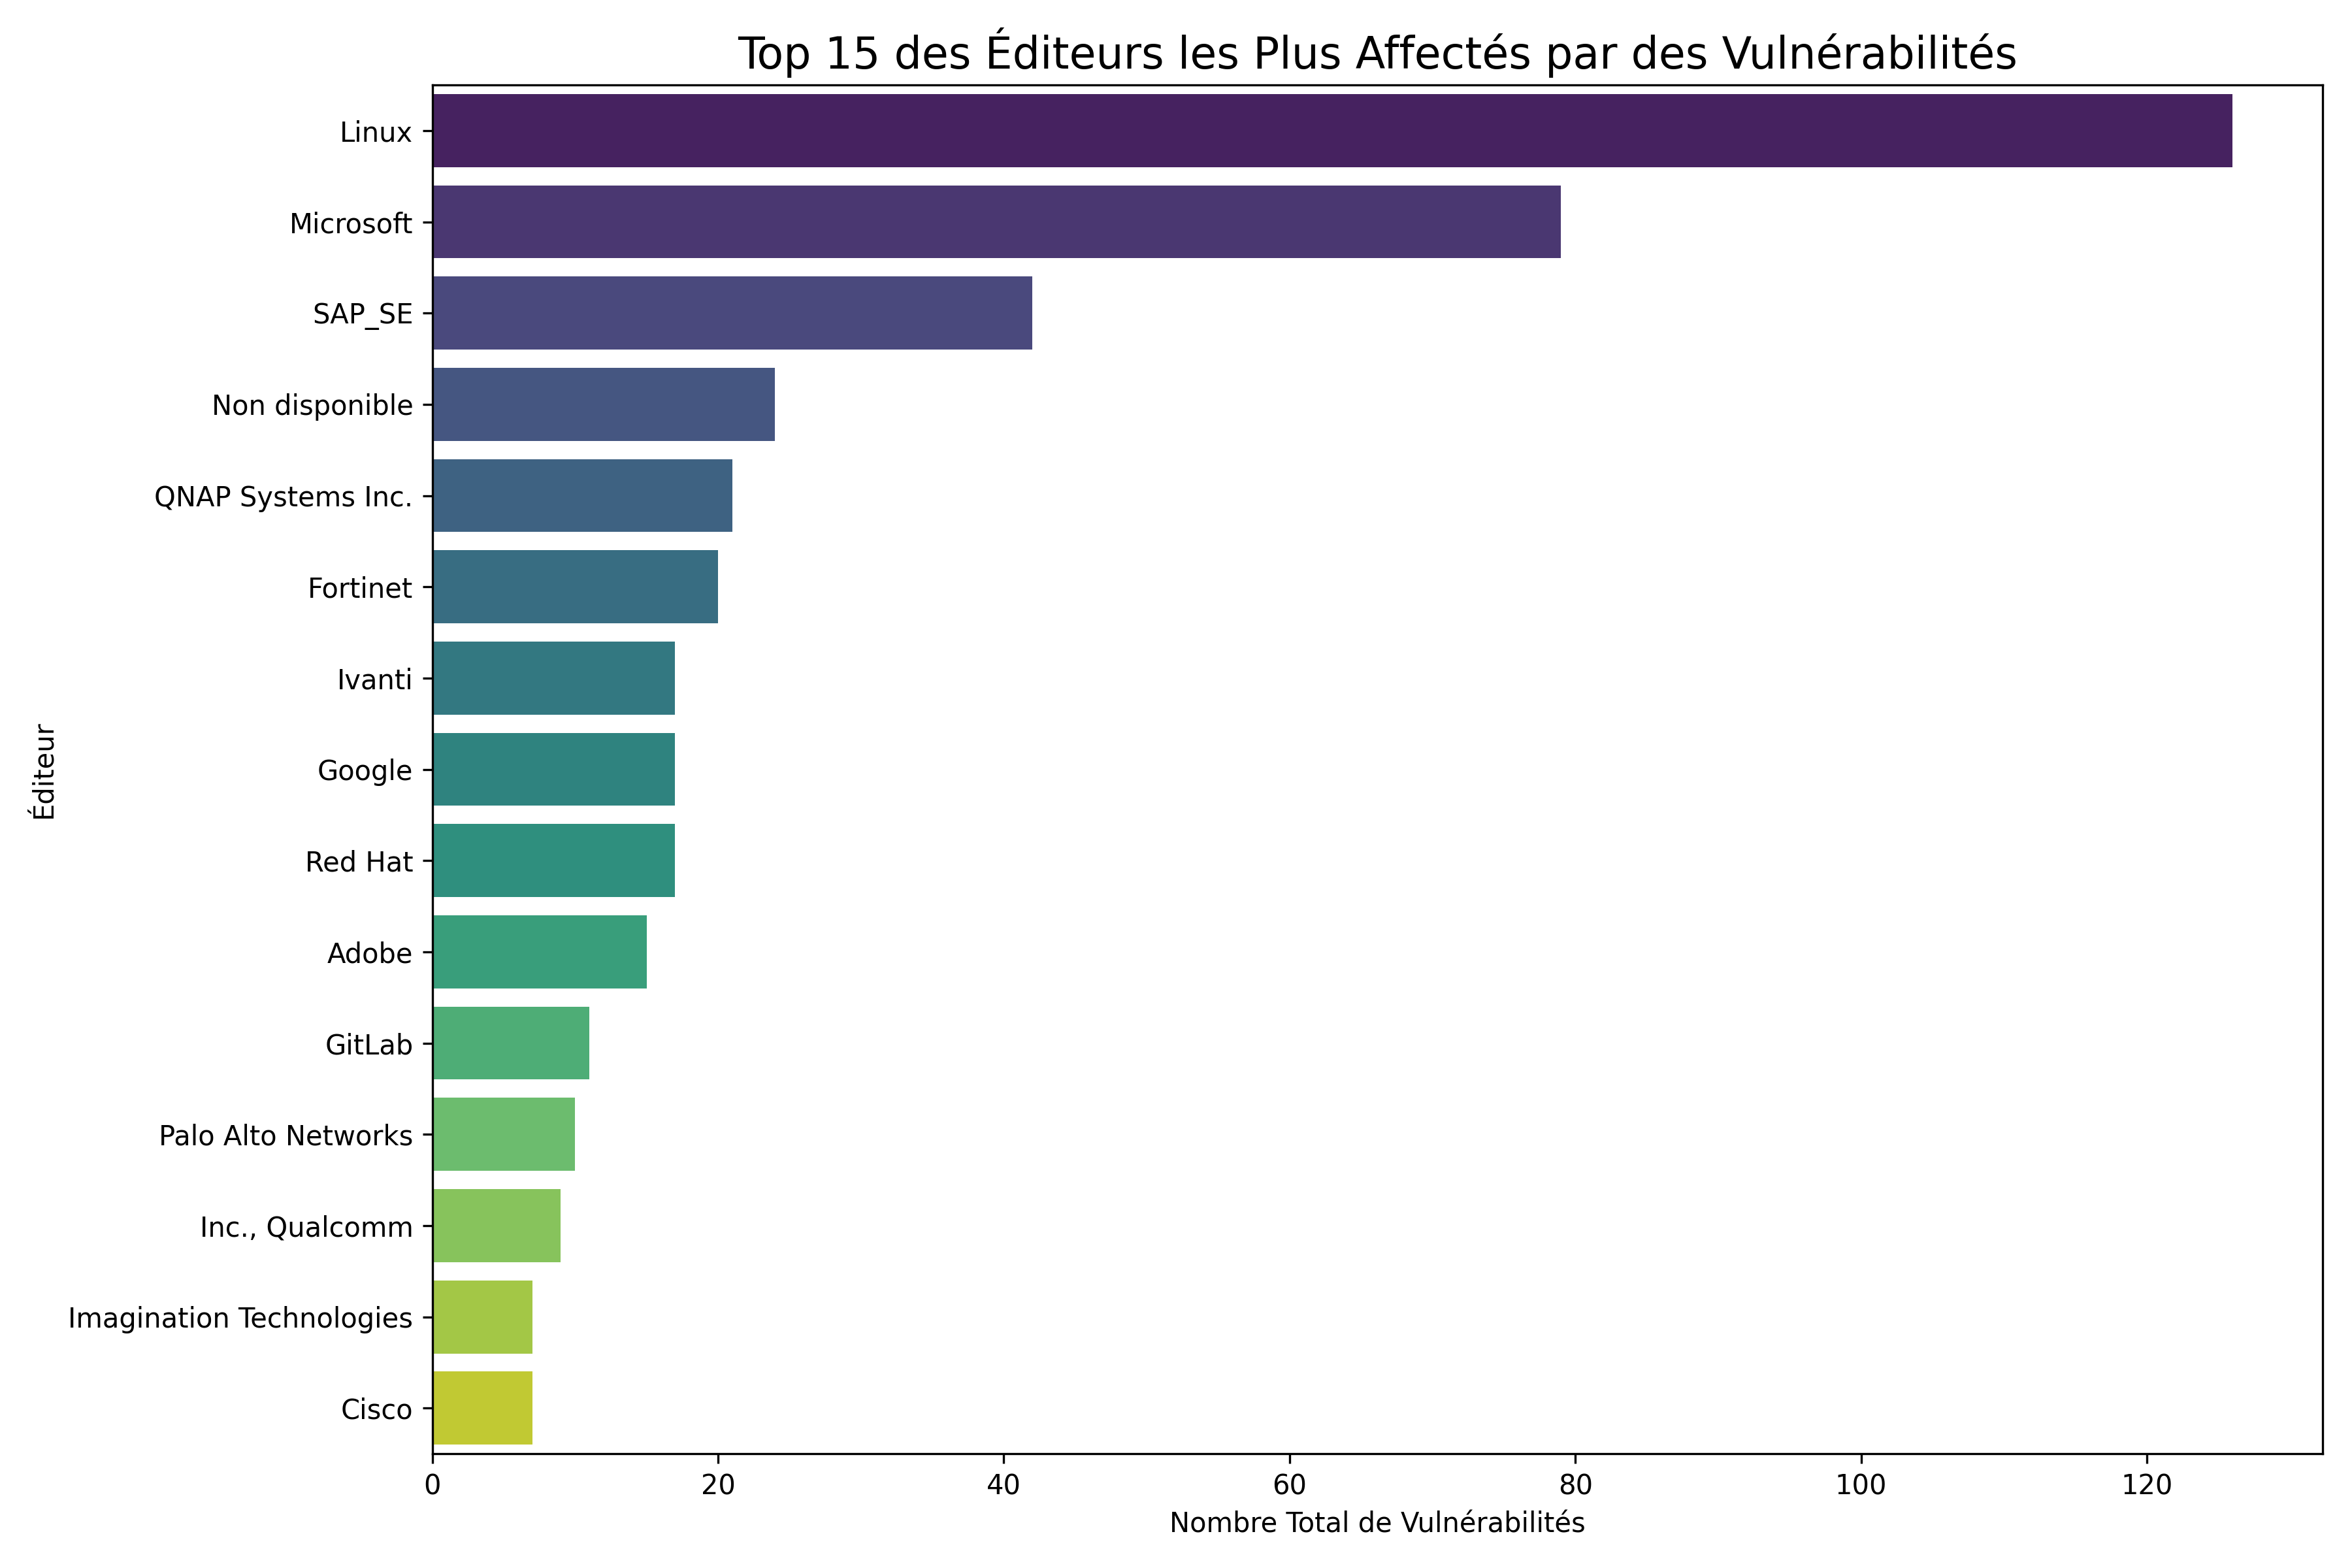 Top 15 des Éditeurs les Plus Affectés par des Vulnérabilités
Linux
Microsoft
SAP_SE
Non disponible
QNAP Systems Inc.
Fortinet
Ivanti
Google
Red Hat
Adobe
GitLab
Palo Alto Networks
Inc., Qualcomm
Imagination Technologies
Cisco
Éditeur
0 20 40 60 80 100 120
Nombre Total de Vulnérabilités